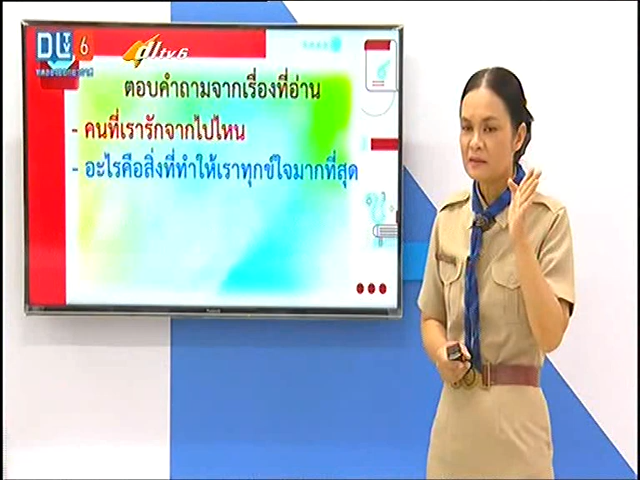 DLTV 6
dltv6
ตอบคำถามจากเรื่องที่อ่าน
- คนที่เรารักจากไปไหน
- อะไรคือสิ่งที่ทำให้เราทุกข์ใจมากที่สุด